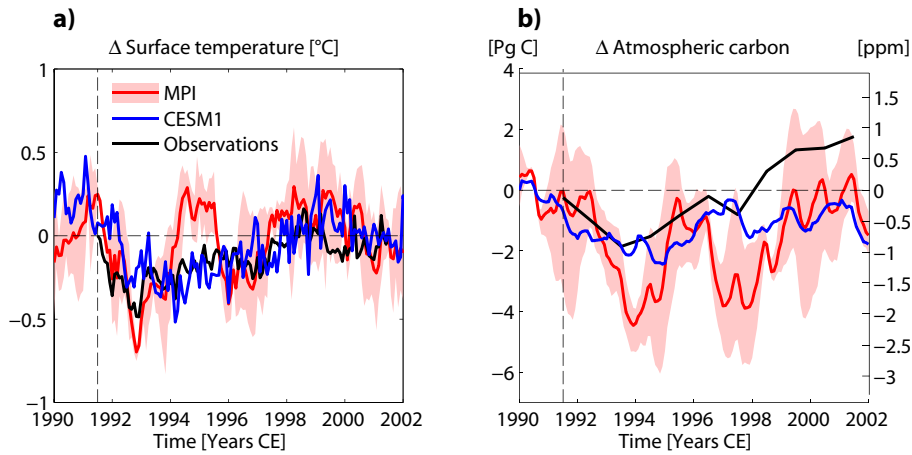 a)
Δ Surface temperature [°C]
1
0.5
0
−0.5
−1
MPI
CESM1
Observations
1990 1992 1994 1996 1998 2000 2002
Time [Years CE]
b)
[Pg C] Δ Atmospheric carbon [ppm]
4
2
0
−2
−4
−6
1.5
1
0.5
0
−0.5
−1
−1.5
−2
−2.5
−3
1990 1992 1994 1996 1998 2000 2002
Time [Years CE]